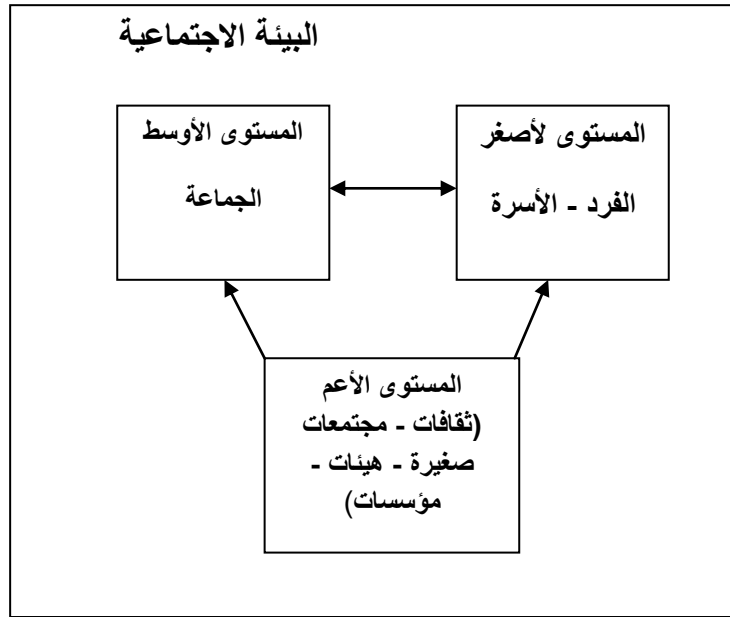 البيئة الاجتماعية
المستوى لأصغر
الفرد - الأسرة
المستوى الأوسط
الجماعة
المستوى الأعم
(ثقافات - مجتمعات
صغيرة - هيئات -
مؤسسات)